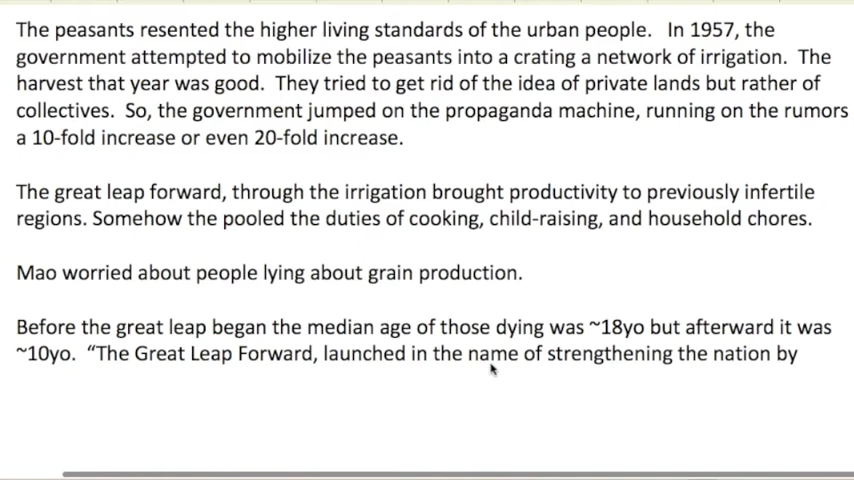 The peasants resented the higher living standards of the urban people.   In 1957, the
government attempted to mobilize the peasants into a crating a network of irrigation.  The
harvest that year was good.  They tried to get rid of the idea of private lands but rather of
collectives.  So, the government jumped on the propaganda machine, running on the rumors
a 10-fold increase or even 20-fold increase.
The great leap forward, through the irrigation brought productivity to previously infertile
regions. Somehow the pooled the duties of cooking, child-raising, and household chores.
Mao worried about people lying about grain production.
Before the great leap began the median age of those dying was ~18yo but afterward it was
~10yo.  “The Great Leap Forward, launched in the name of strengthening the nation by